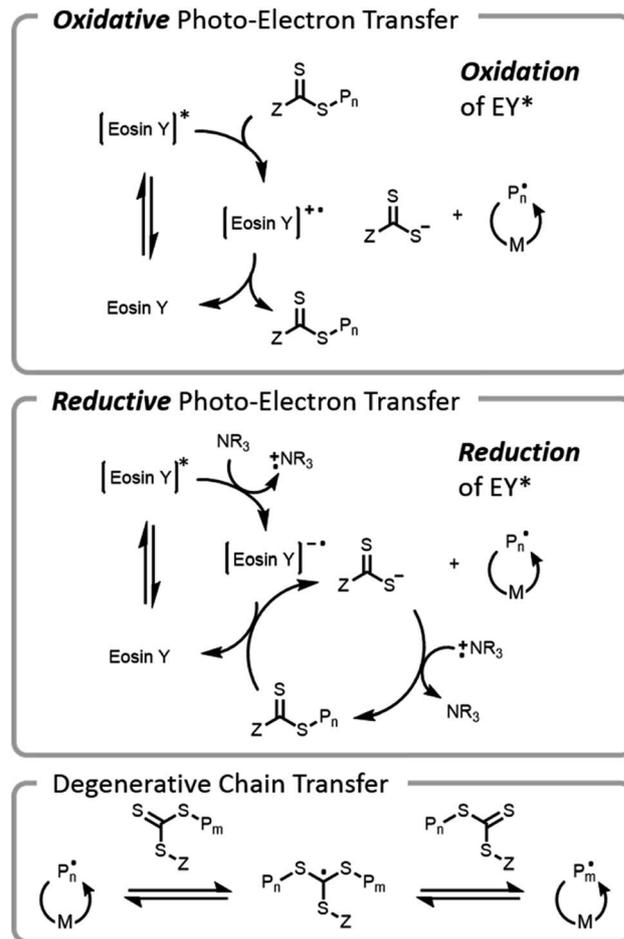 Oxidative Photo-Electron Transfer
S
Z S Pn
Oxidation
of EY*
[Eosin Y]*
[Eosin Y]+•
S
Z S−
+
Pn•
M
Eosin Y
S
Z S Pn
Reductive Photo-Electron Transfer
NR3
+•NR3
Reduction
of EY*
[Eosin Y]*
[Eosin Y]−•
S
Z S−
+
Pn•
M
Eosin Y
+•NR3
NR3
S
Z S Pn
Degenerative Chain Transfer
S S Pm
S Z
Pn S S
S Z
Pn•
M
Pn S • S Pm
S Z
Pm•
M